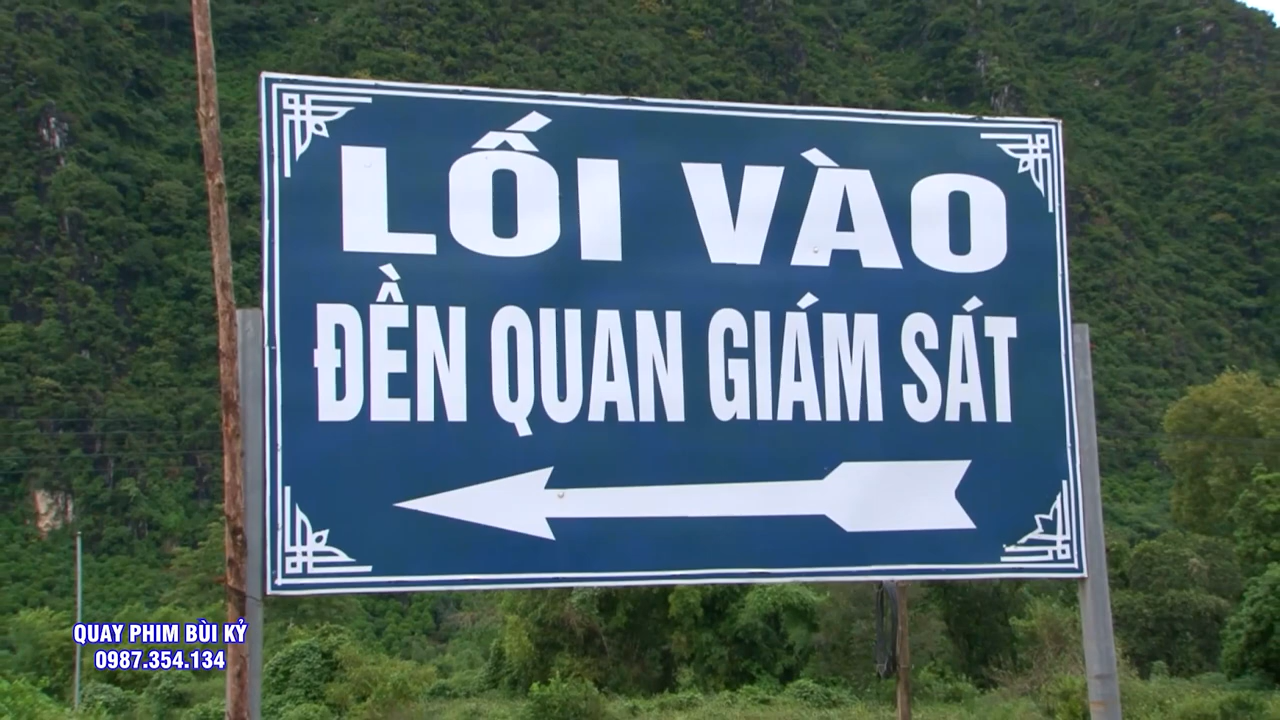 LỐI VÀO
ĐỀN QUAN GIÁM SÁT
QUAY PHIM BÙI KỶ
0987.354.134